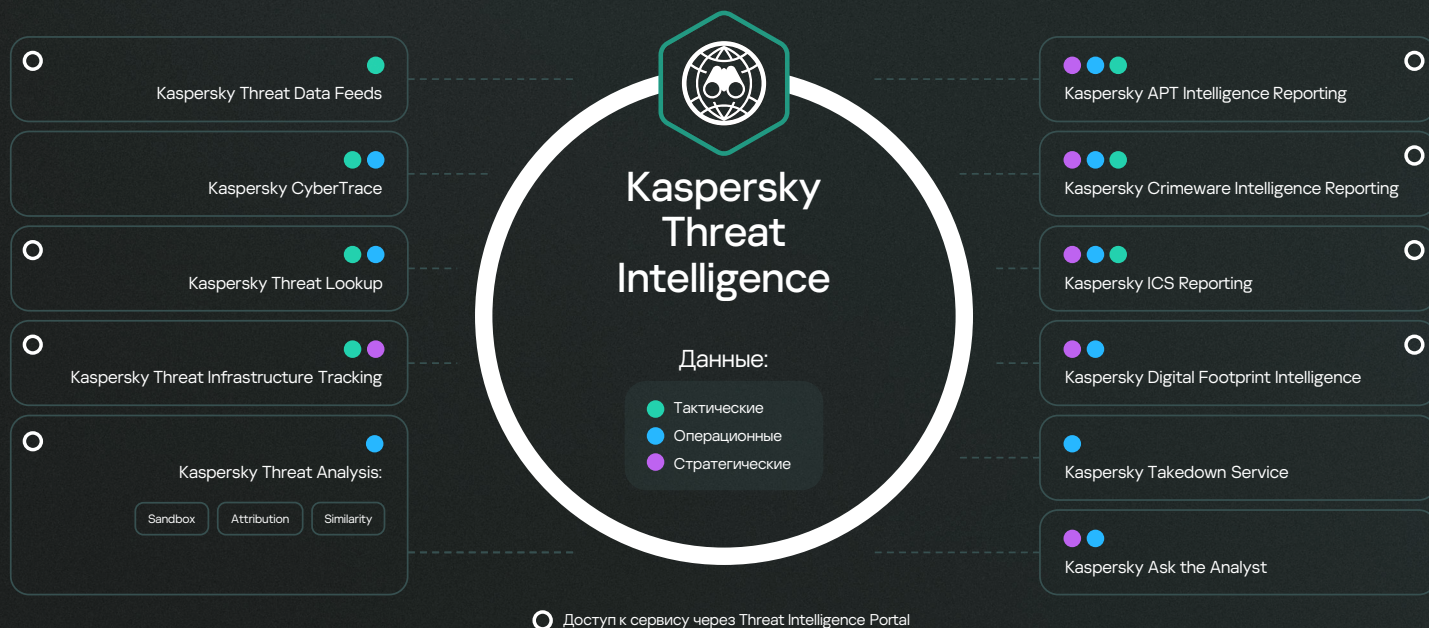 Kaspersky Threat Data Feeds
Kaspersky CyberTrace
Kaspersky Threat Lookup
Kaspersky Threat Infrastructure Tracking
Kaspersky Threat Analysis:
Sandbox
Attribution
Similarity
Kaspersky
Threat
Intelligence
Данные:
Тактические
Операционные
Стратегические
Kaspersky APT Intelligence Reporting
Kaspersky Crimeware Intelligence Reporting
Kaspersky ICS Reporting
Kaspersky Digital Footprint Intelligence
Kaspersky Takedown Service
Kaspersky Ask the Analyst
Доступ к сервису через Threat Intelligence Portal